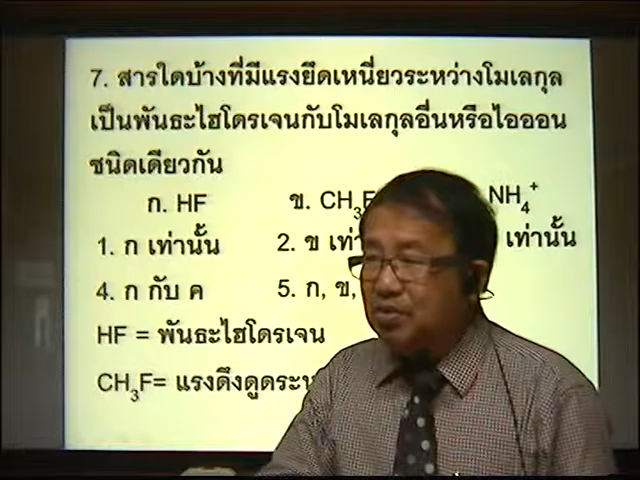 7. สารใดบ้างที่มีแรงยึดเหนี่ยวระหว่างโมเลกุล
เป็นพันธะไฮโดรเจนกับโมเลกุลอื่นหรือไอออน
ชนิดเดียวกัน
ก. HF ข. CH₃F NH₄⁺
1. ก เท่านั้น 2. ข เท่านั้น
4. ก กับ ค 5. ก, ข,
HF = พันธะไฮโดรเจน
CH₃F= แรงดึงดูดระห